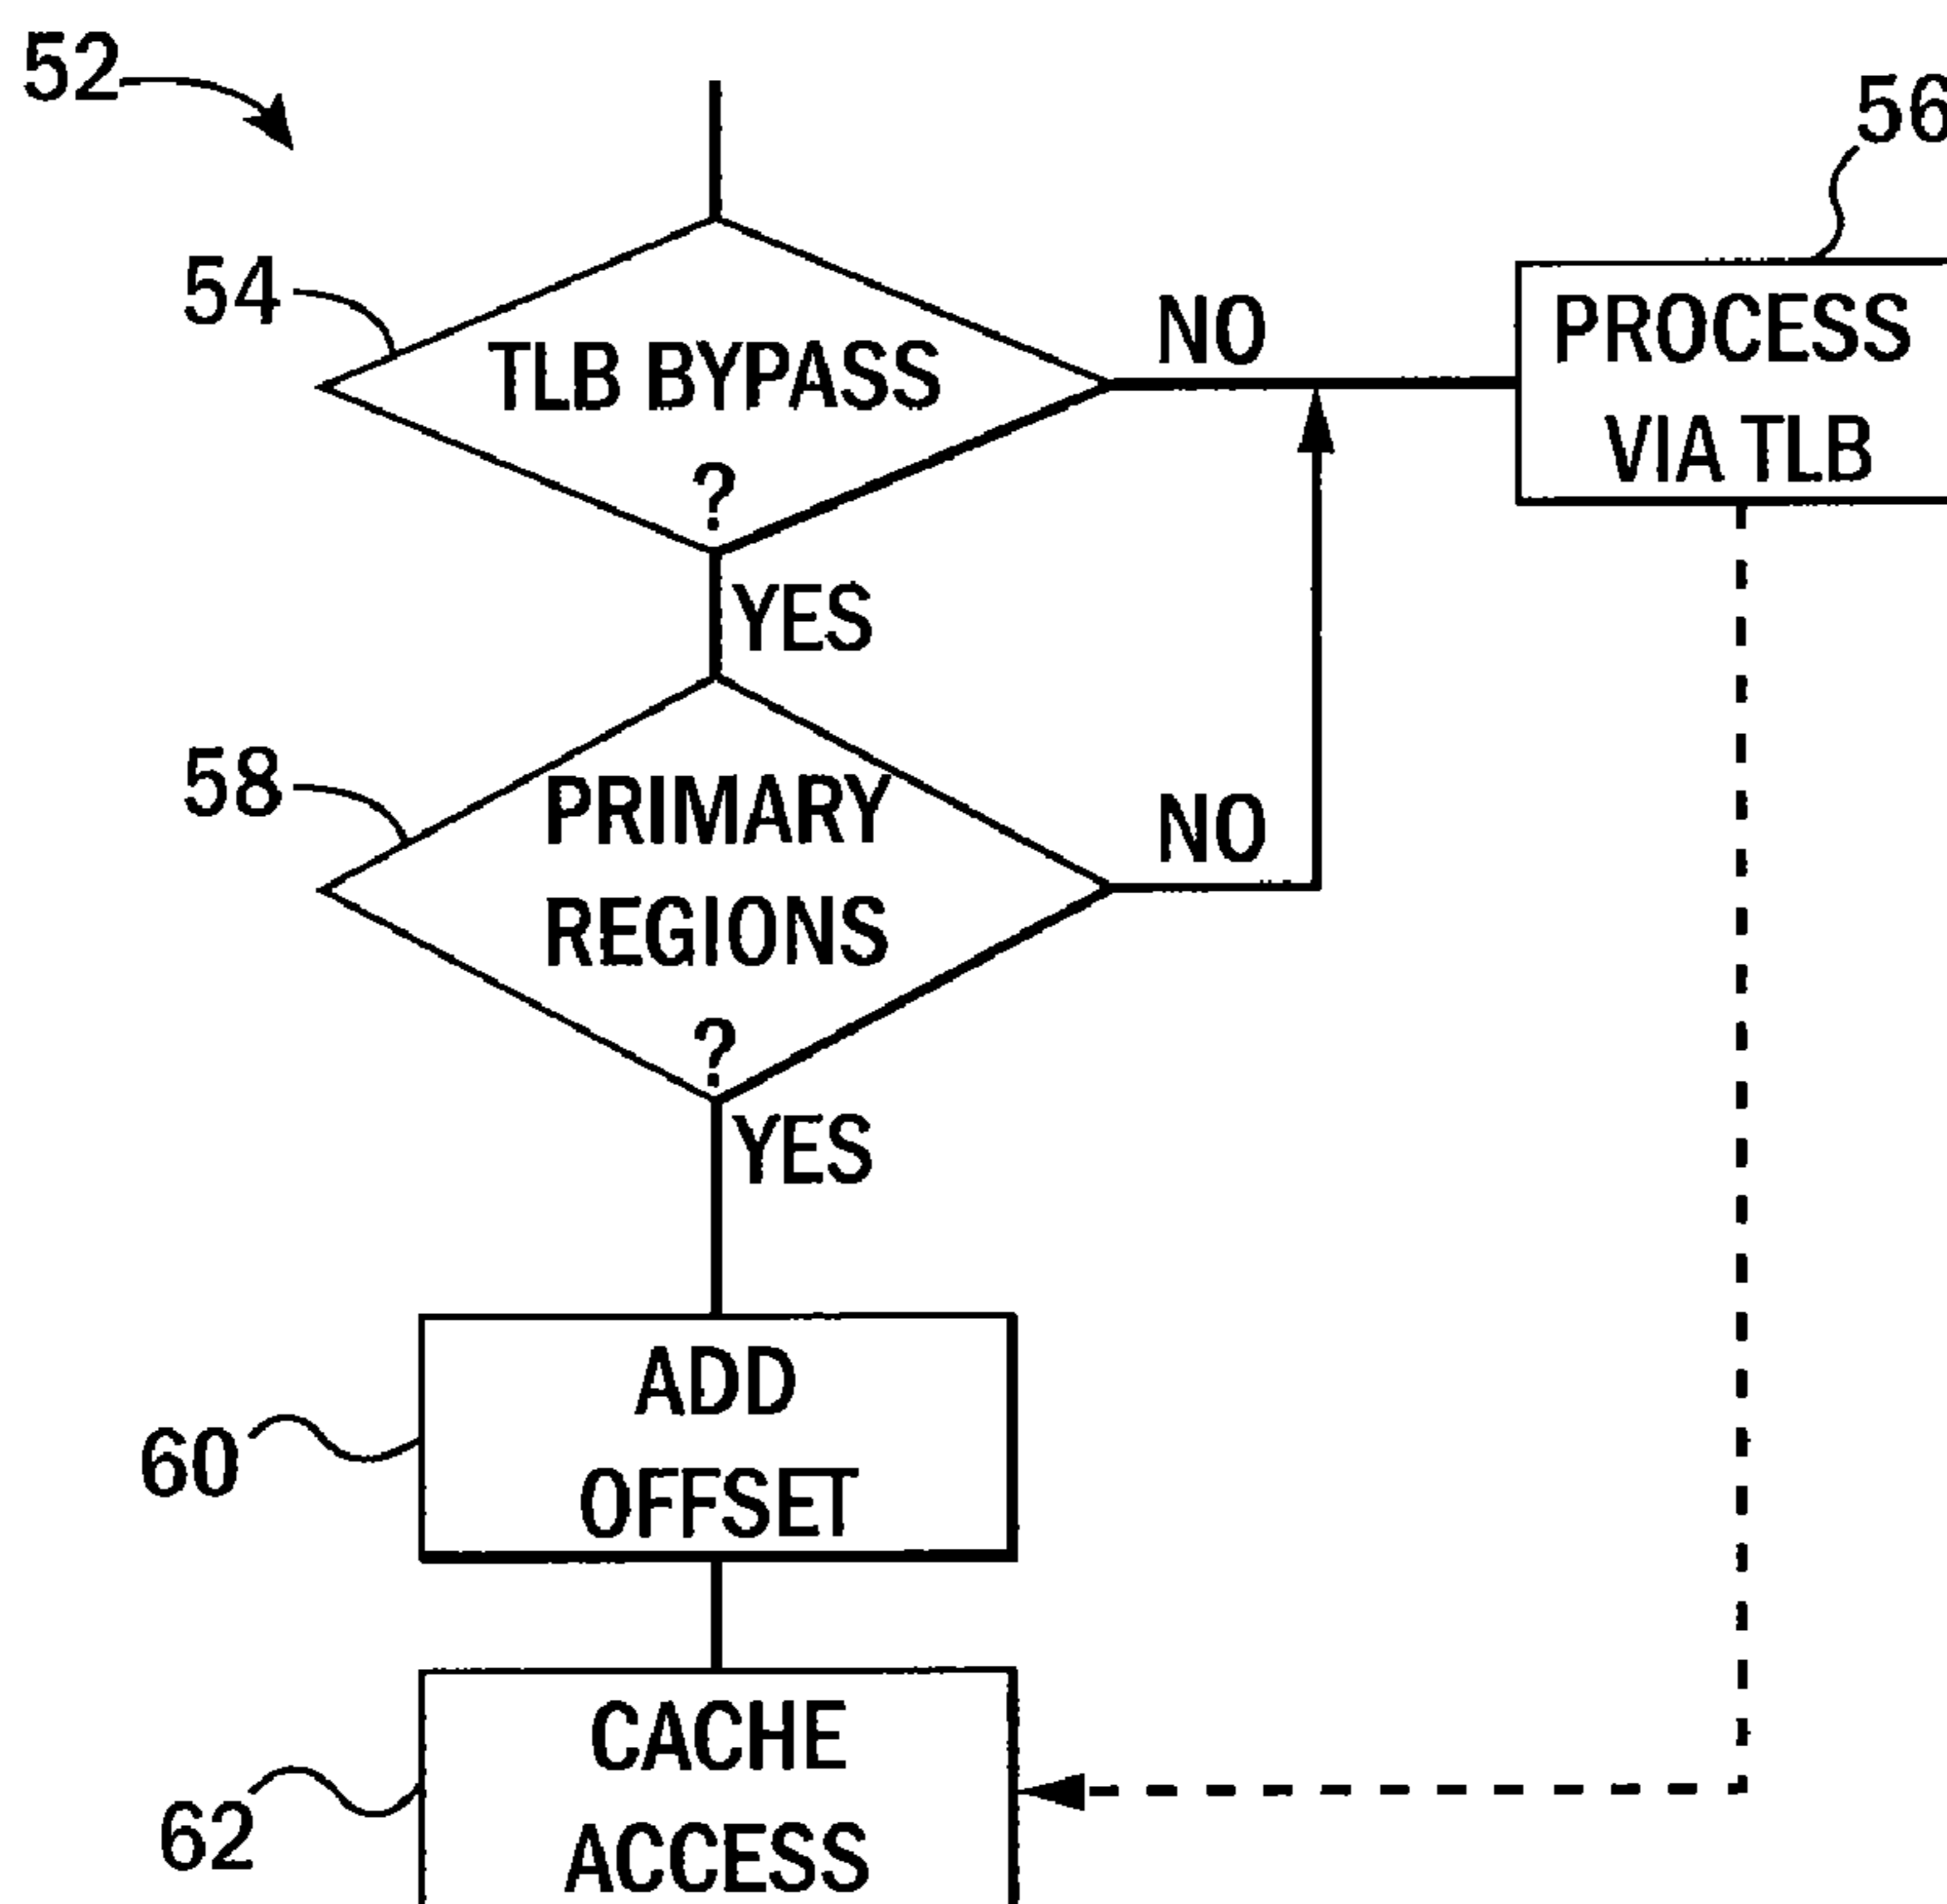 52
56
54
TLB BYPASS
?
NO
PROCESS
VIA TLB
YES
58
PRIMARY
REGIONS
?
NO
YES
60
ADD
OFFSET
62
CACHE
ACCESS